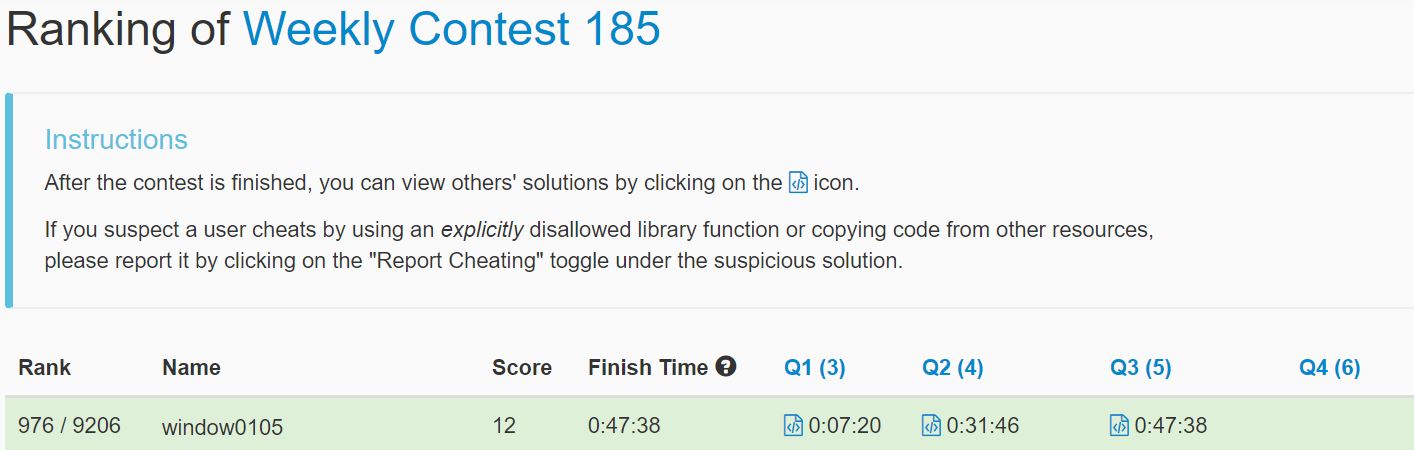 Ranking of Weekly Contest 185
Instructions
After the contest is finished, you can view others' solutions by clicking on the </> icon.
If you suspect a user cheats by using an explicitly disallowed library function or copying code from other resources,
please report it by clicking on the "Report Cheating" toggle under the suspicious solution.
Rank Name Score Finish Time ? Q1 (3) Q2 (4) Q3 (5) Q4 (6)
976 / 9206 window0105 12 0:47:38 </> 0:07:20 </> 0:31:46 </> 0:47:38